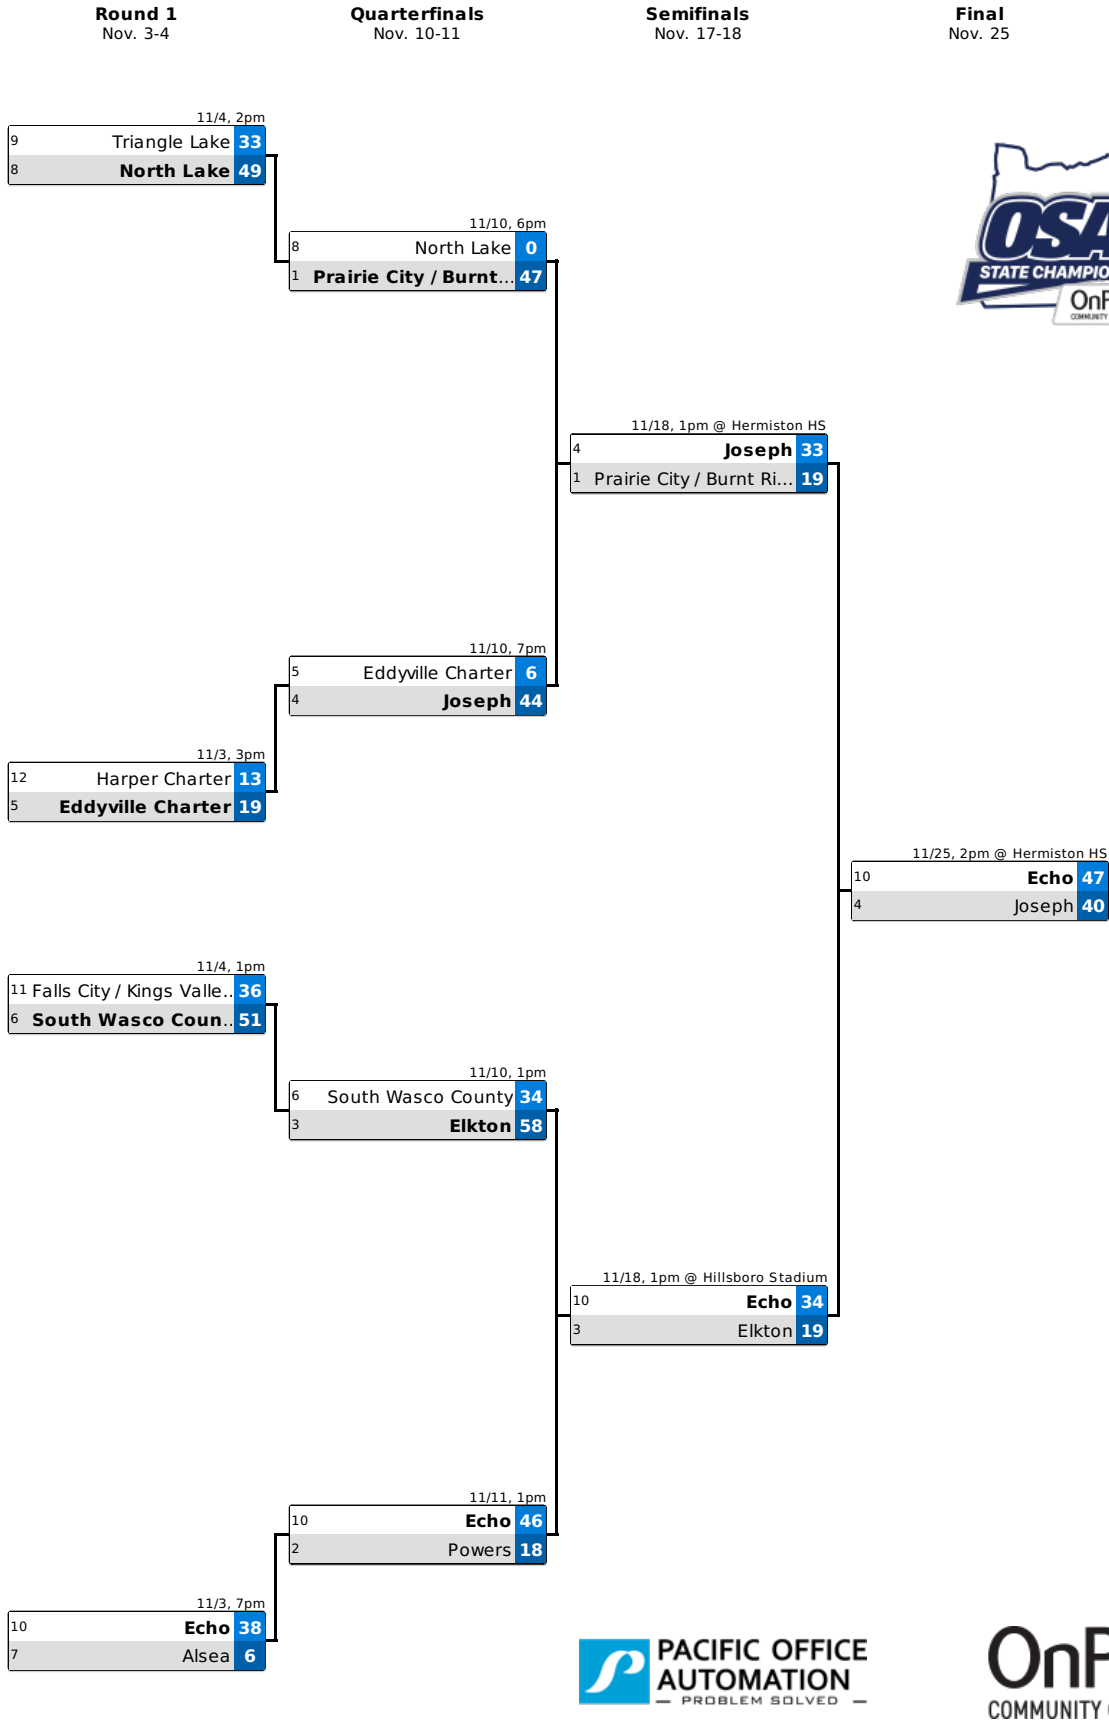 Round 1
Nov. 3-4
Quarterfinals
Nov. 10-11
Semifinals
Nov. 17-18
Final
Nov. 25
11/4, 2pm
9 Triangle Lake 33
8 North Lake 49
11/10, 6pm
8 North Lake 0
1 Prairie City / Burnt... 47
11/18, 1pm @ Hermiston HS
4 Joseph 33
1 Prairie City / Burnt Ri... 19
11/10, 7pm
5 Eddyville Charter 6
4 Joseph 44
11/3, 3pm
12 Harper Charter 13
5 Eddyville Charter 19
11/25, 2pm @ Hermiston HS
10 Echo 47
4 Joseph 40
11/4, 1pm
11 Falls City / Kings Valle.. 36
6 South Wasco Coun.. 51
11/10, 1pm
6 South Wasco County 34
3 Elkton 58
11/18, 1pm @ Hillsboro Stadium
10 Echo 34
3 Elkton 19
11/11, 1pm
10 Echo 46
2 Powers 18
11/3, 7pm
10 Echo 38
7 Alsea 6
PACIFIC OFFICE
AUTOMATION
PROBLEM SOLVED
COMMUNITY
STATE
COMMUNITY